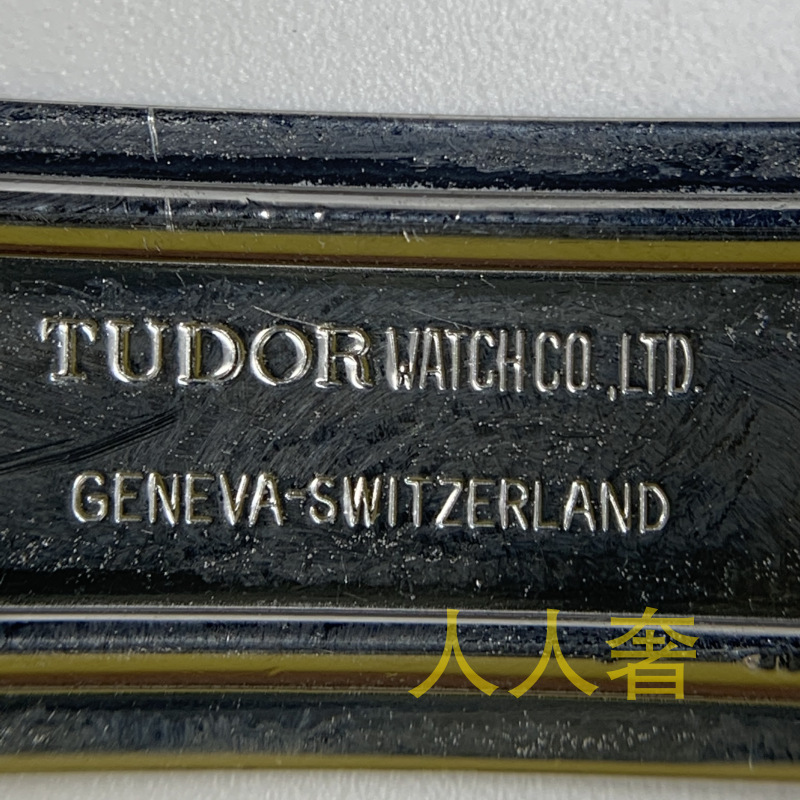 TUDOR WATCH CO.,LTD.
GENEVA-SWITZERLAND
人人奢